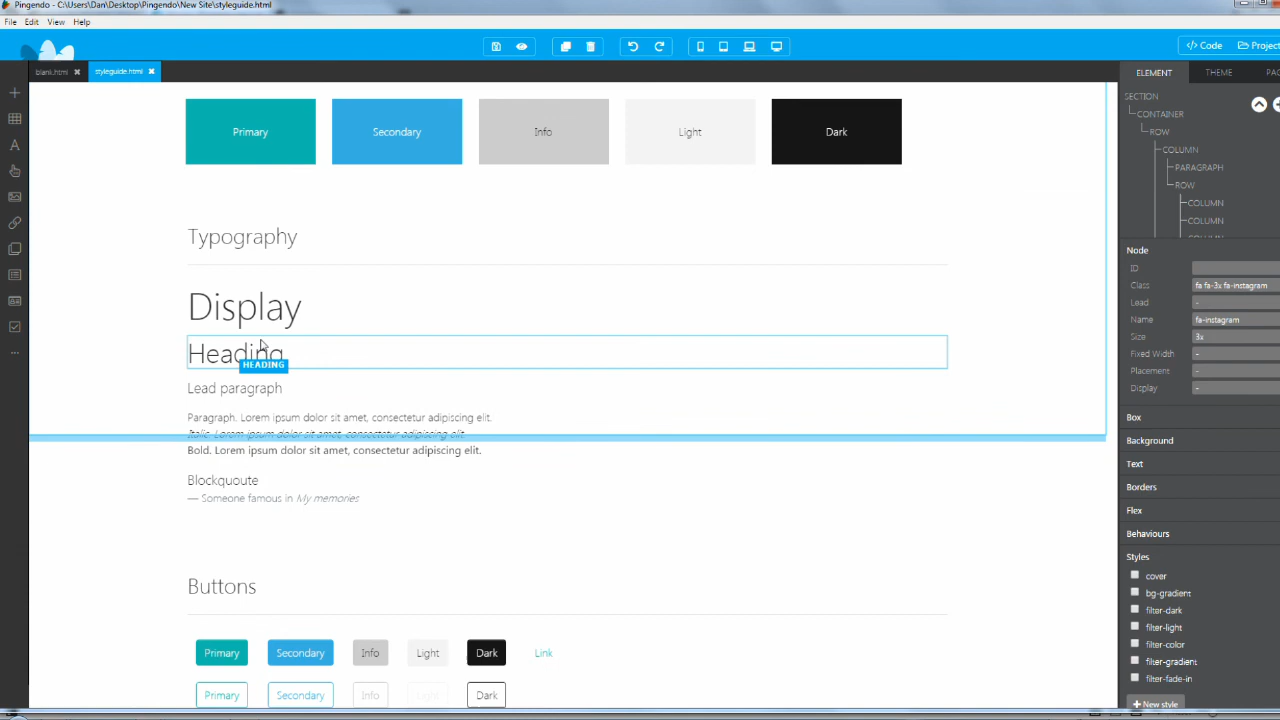 Pingendo - C:\Users\Dan\Desktop\Pingendo\New Site\styleguide.html
File Edit View Help
</> Code Project
blank.html styleguide.html
ELEMENT THEME PAG
Primary Secondary Info Light Dark
SECTION
CONTAINER
ROW
COLUMN
PARAGRAPH
ROW
COLUMN
COLUMN
Typography
Display
Heading
HEADING
Lead paragraph
Paragraph. Lorem ipsum dolor sit amet, consectetur adipiscing elit.
Italic. Lorem ipsum dolor sit amet, consectetur adipiscing elit.
Bold. Lorem ipsum dolor sit amet, consectetur adipiscing elit.
Blockquoute
— Someone famous in My memories
Buttons
Primary Secondary Info Light Dark Link
Primary Secondary Info Light Dark
Node
ID
Class fa fa-3x fa-instagram
Lead -
Name fa-instagram
Size 3x
Fixed Width -
Placement -
Display -
Box
Background
Text
Borders
Flex
Behaviours
Styles
cover
bg-gradient
filter-dark
filter-light
filter-color
filter-gradient
filter-fade-in
+ New style